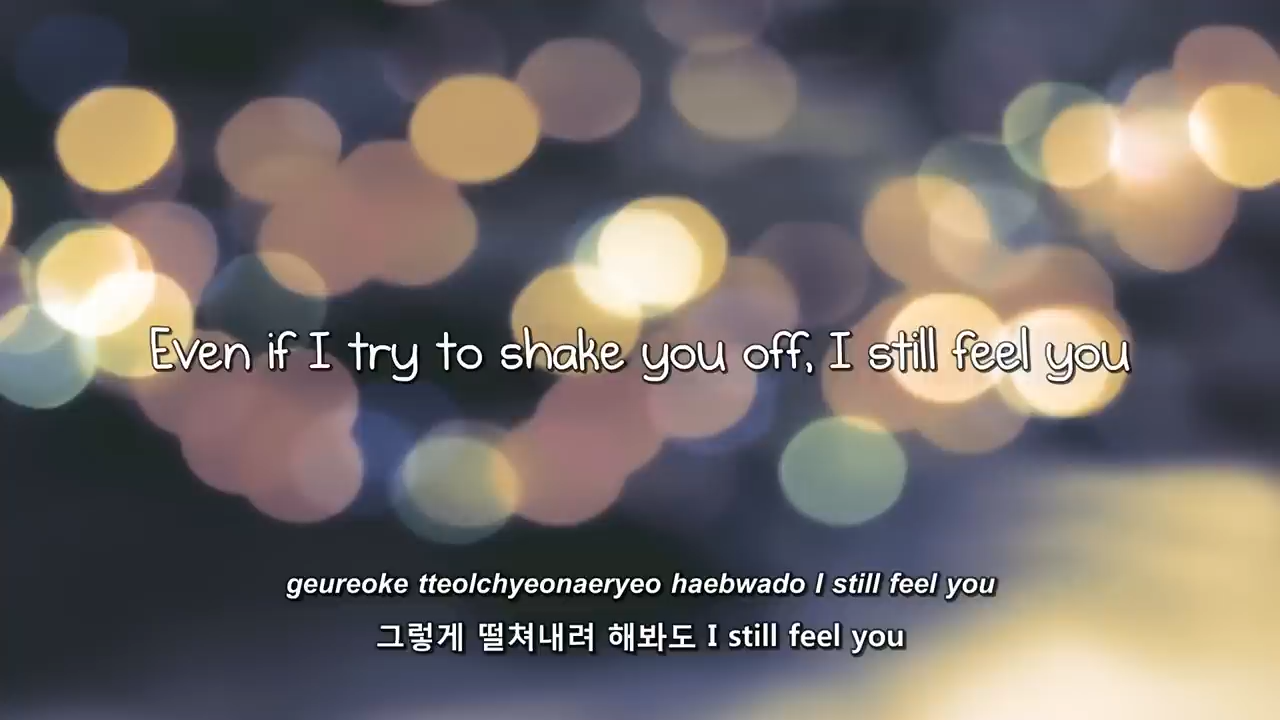 Even if I try to shake you off, I still feel you
geureoke tteolchyeonaeryeo haebwado I still feel you
그렇게 떨쳐내려 해봐도 I still feel you